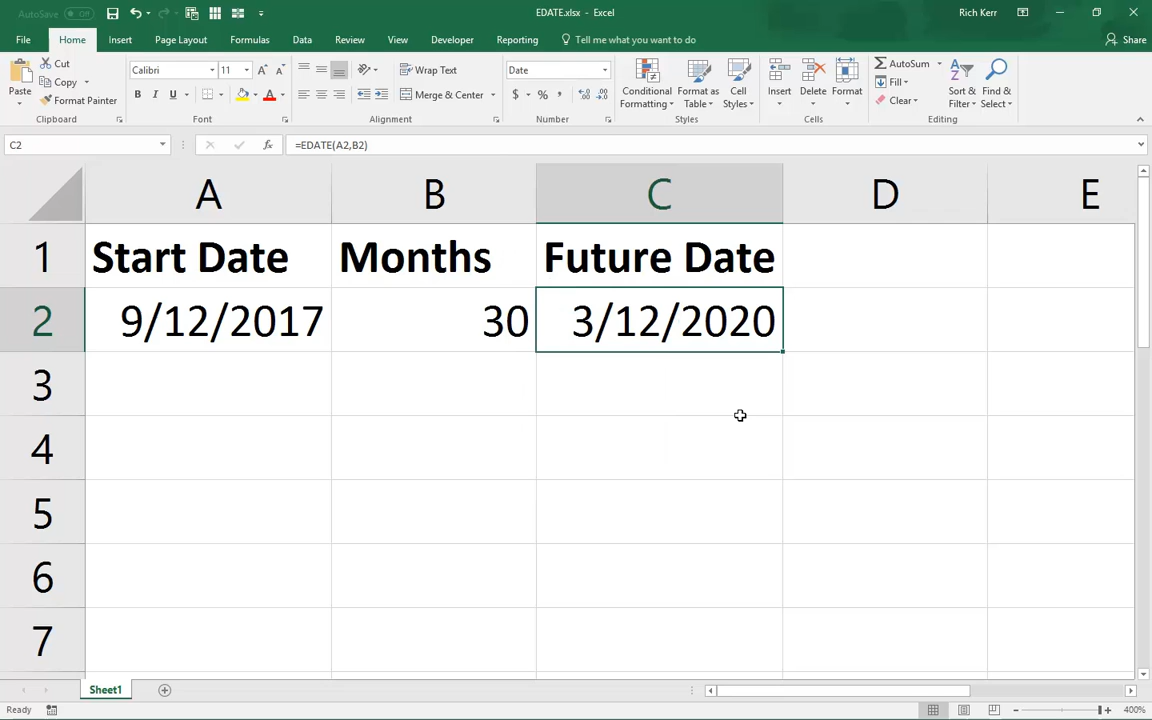 AutoSave Off
EDATE.xlsx - Excel
Rich Kerr
File Home Insert Page Layout Formulas Data Review View Developer Reporting Tell me what you want to do Share
Paste
Cut
Copy
Format Painter
Clipboard
Calibri 11
B I U
Font
Wrap Text
Merge & Center
Alignment
Date
$ % ,
Number
Conditional
Formatting
Format as
Table
Cell
Styles
Styles
Insert Delete Format
Cells
AutoSum
Fill
Clear
Sort &
Filter
Find &
Select
Editing
C2 fx =EDATE(A2,B2)
A B C D E
1 Start Date Months Future Date
2 9/12/2017 30 3/12/2020
3
4
5
6
7
Sheet1
Ready 400%